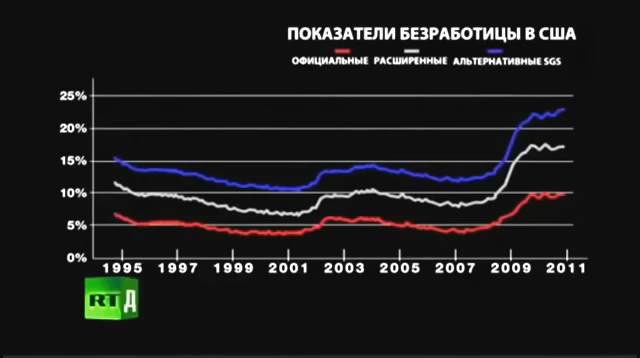 ПОКАЗАТЕЛИ БЕЗРАБОТИЦЫ В США
ОФИЦИАЛЬНЫЕ РАСШИРЕННЫЕ АЛЬТЕРНАТИВНЫЕ SGS
25%
20%
15%
10%
5%
0%
1995 1997 1999 2001 2003 2005 2007 2009 2011
RT Д